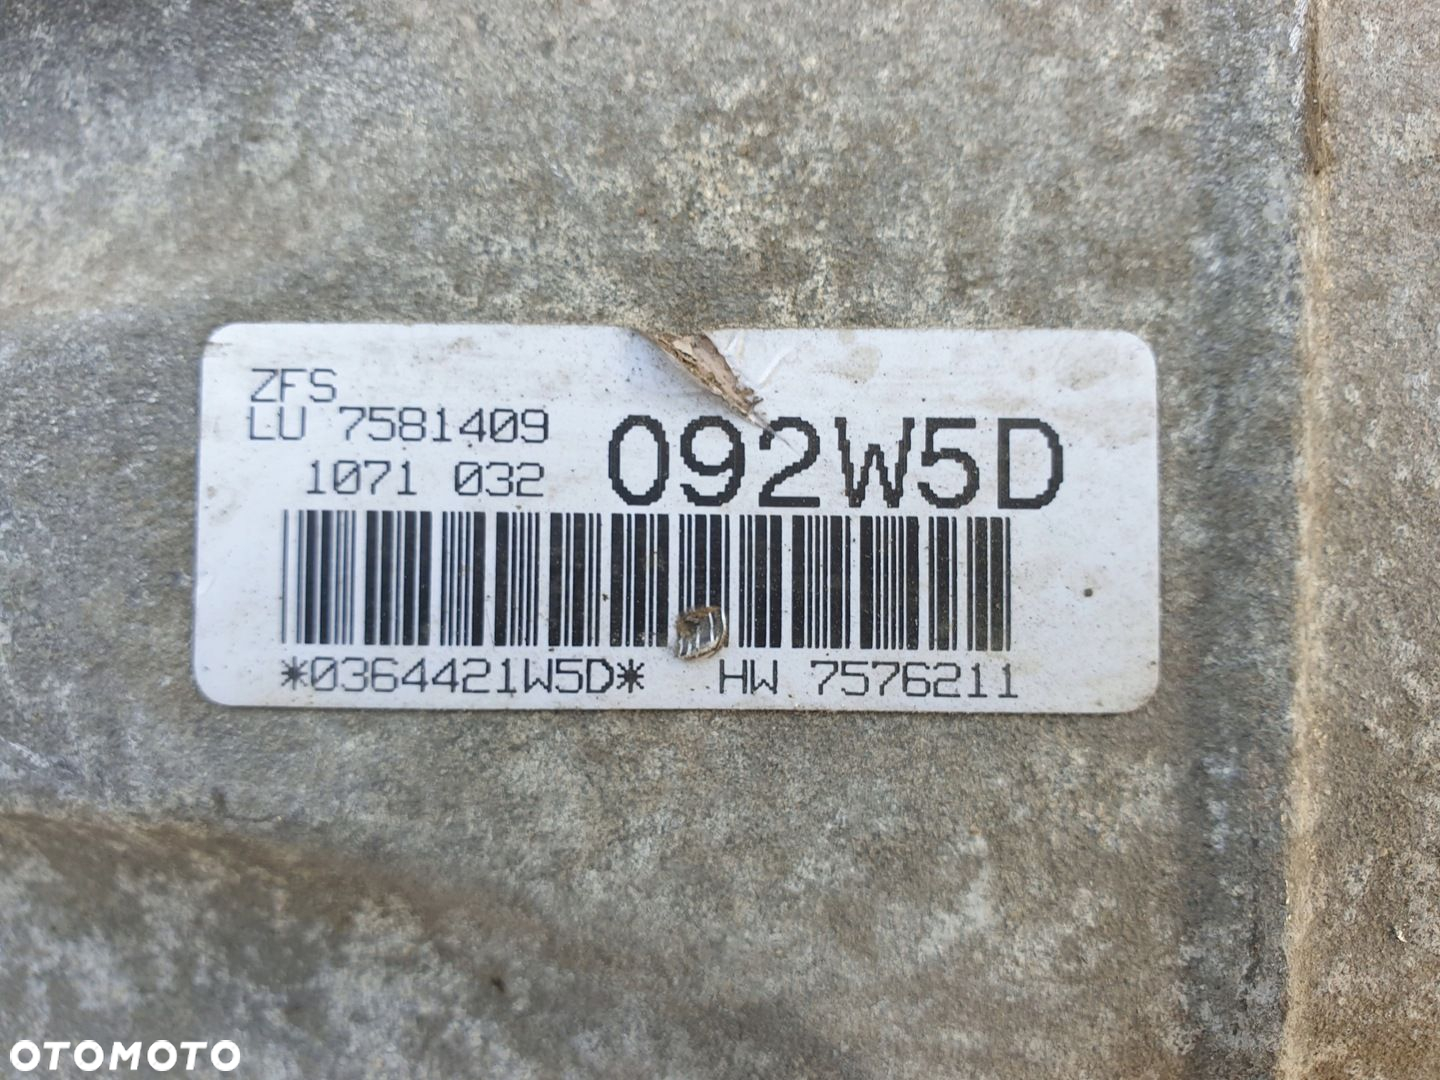 ZFS
LU 7581409
1071 032
092W5D
*0364421W5D* HW 7576211
OTOMOTO